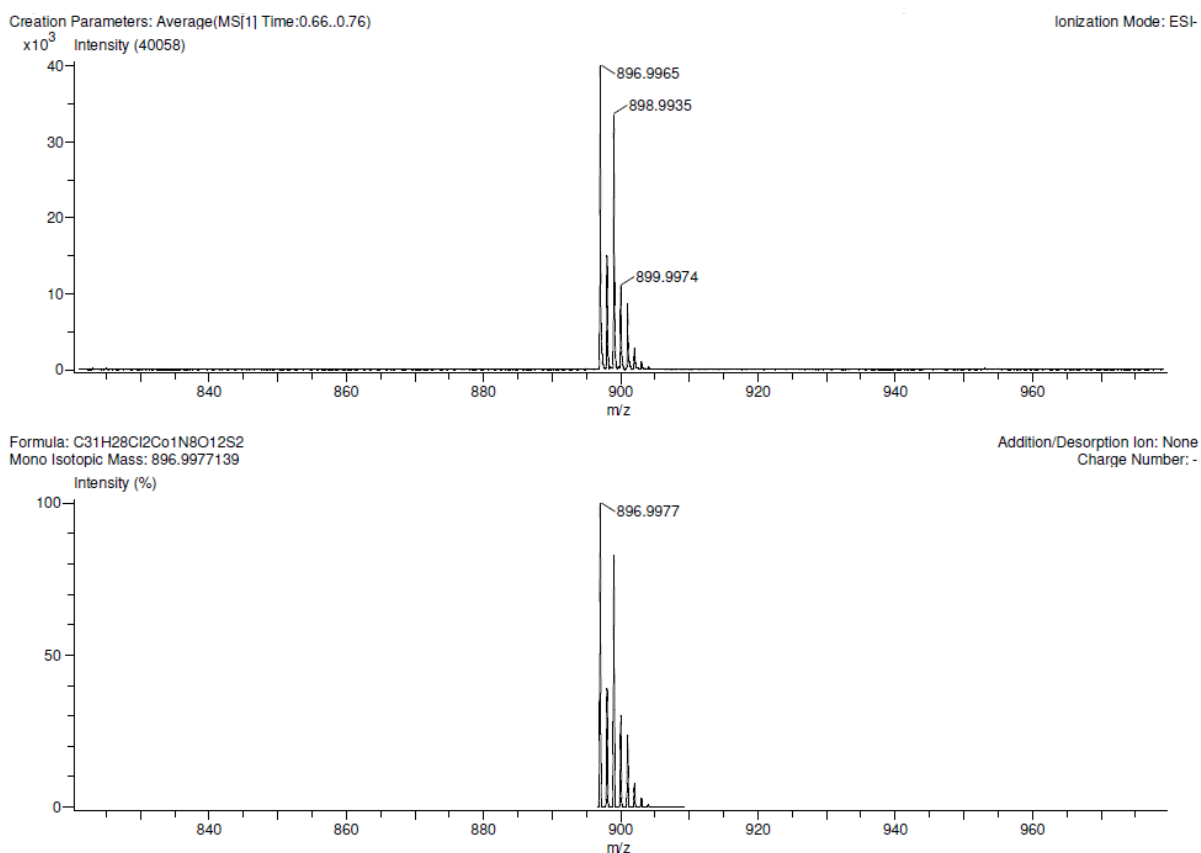 Creation Parameters: Average(MS[1] Time:0.66..0.76) Ionization Mode: ESI-
x10³ Intensity (40058)
40
896.9965
898.9935
30
20
10
899.9974
0
840 860 880 900 920 940 960
m/z
Formula: C31H28Cl2Co1N8O12S2 Addition/Desorption Ion: None
Mono Isotopic Mass: 896.9977139 Charge Number: -
Intensity (%)
100
896.9977
50
0
840 860 880 900 920 940 960
m/z